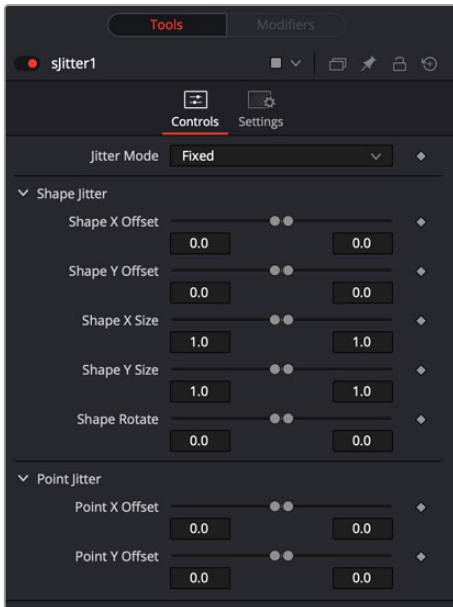 Tools Modifiers
sJitter1
Controls Settings
Jitter Mode Fixed
Shape Jitter
Shape X Offset
0.0 0.0
Shape Y Offset
0.0 0.0
Shape X Size
1.0 1.0
Shape Y Size
1.0 1.0
Shape Rotate
0.0 0.0
Point Jitter
Point X Offset
0.0 0.0
Point Y Offset
0.0 0.0